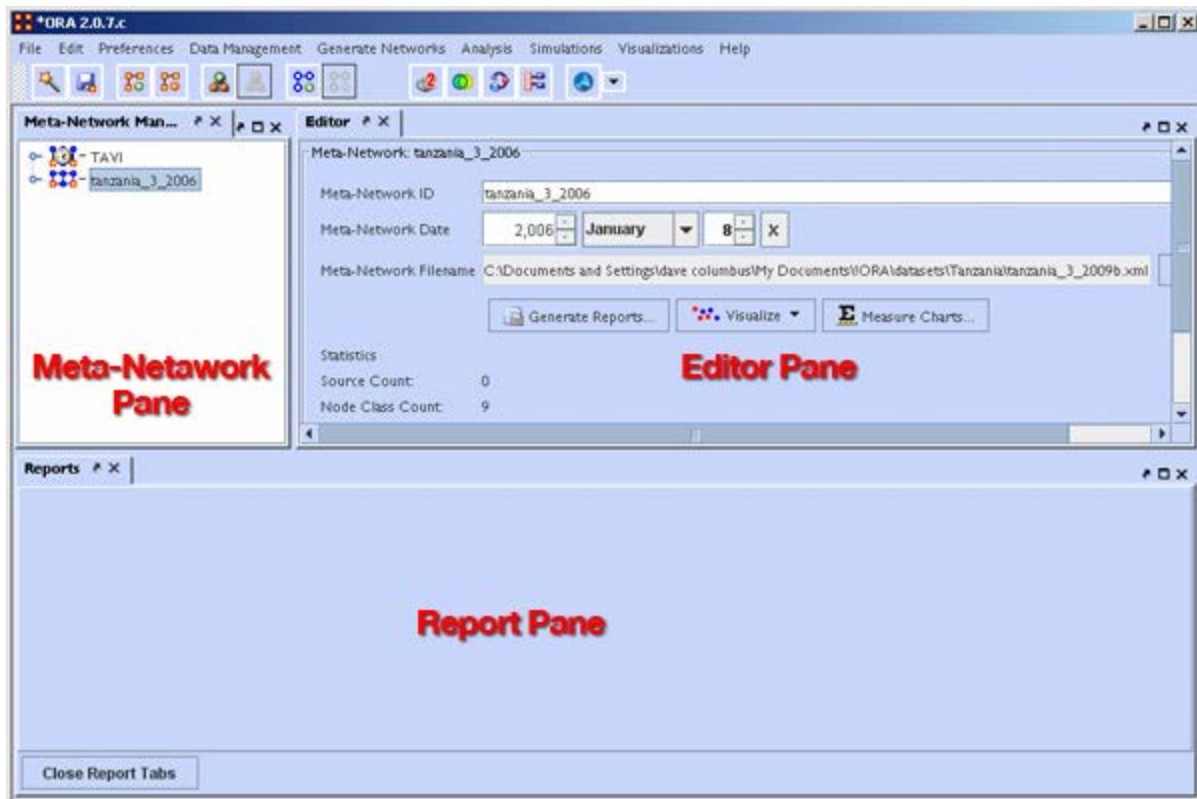 *ORA 2.0.7.c
File Edit Preferences Data Management Generate Networks Analysis Simulations Visualizations Help
Meta-Network Man...
Editor
TAVI
tanzania_3_2006
Meta-Network: tanzania_3_2006
Meta-Network ID tanzania_3_2006
Meta-Network Date 2,006 January 8 X
Meta-Network Filename C:\Documents and Settings\dave columbus\My Documents\!ORA\datasets\Tanzania\tanzania_3_2009b.xml
Generate Reports... Visualize Measure Charts...
Statistics
Source Count: 0
Node Class Count: 9
Meta-Netawork
Pane
Editor Pane
Reports
Report Pane
Close Report Tabs